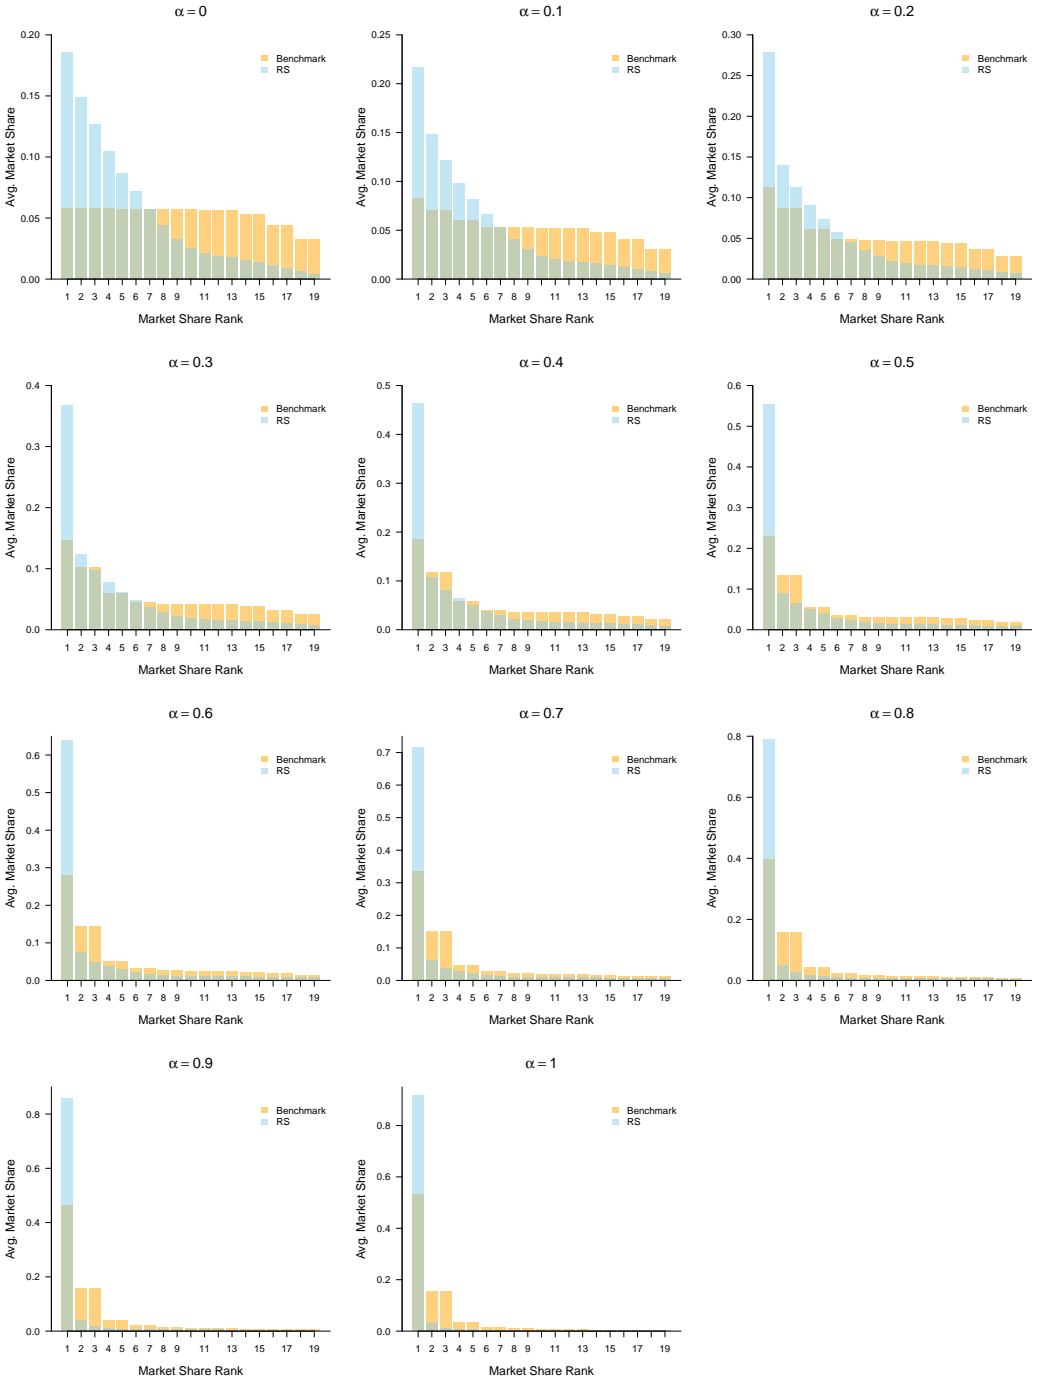 α = 0
Avg. Market Share
0.20
0.15
0.10
0.05
0.00
Benchmark
RS
1 2 3 4 5 6 7 8 9 11 13 15 17 19
Market Share Rank
α = 0.1
Avg. Market Share
0.25
0.20
0.15
0.10
0.05
0.00
Benchmark
RS
1 2 3 4 5 6 7 8 9 11 13 15 17 19
Market Share Rank
α = 0.2
Avg. Market Share
0.30
0.25
0.20
0.15
0.10
0.05
0.00
Benchmark
RS
1 2 3 4 5 6 7 8 9 11 13 15 17 19
Market Share Rank
α = 0.3
Avg. Market Share
0.4
0.3
0.2
0.1
0.0
Benchmark
RS
1 2 3 4 5 6 7 8 9 11 13 15 17 19
Market Share Rank
α = 0.4
Avg. Market Share
0.5
0.4
0.3
0.2
0.1
0.0
Benchmark
RS
1 2 3 4 5 6 7 8 9 11 13 15 17 19
Market Share Rank
α = 0.5
Avg. Market Share
0.6
0.5
0.4
0.3
0.2
0.1
0.0
Benchmark
RS
1 2 3 4 5 6 7 8 9 11 13 15 17 19
Market Share Rank
α = 0.6
Avg. Market Share
0.6
0.5
0.4
0.3
0.2
0.1
0.0
Benchmark
RS
1 2 3 4 5 6 7 8 9 11 13 15 17 19
Market Share Rank
α = 0.7
Avg. Market Share
0.7
0.6
0.5
0.4
0.3
0.2
0.1
0.0
Benchmark
RS
1 2 3 4 5 6 7 8 9 11 13 15 17 19
Market Share Rank
α = 0.8
Avg. Market Share
0.8
0.6
0.4
0.2
0.0
Benchmark
RS
1 2 3 4 5 6 7 8 9 11 13 15 17 19
Market Share Rank
α = 0.9
Avg. Market Share
0.8
0.6
0.4
0.2
0.0
Benchmark
RS
1 2 3 4 5 6 7 8 9 11 13 15 17 19
Market Share Rank
α = 1
Avg. Market Share
0.8
0.6
0.4
0.2
0.0
Benchmark
RS
1 2 3 4 5 6 7 8 9 11 13 15 17 19
Market Share Rank